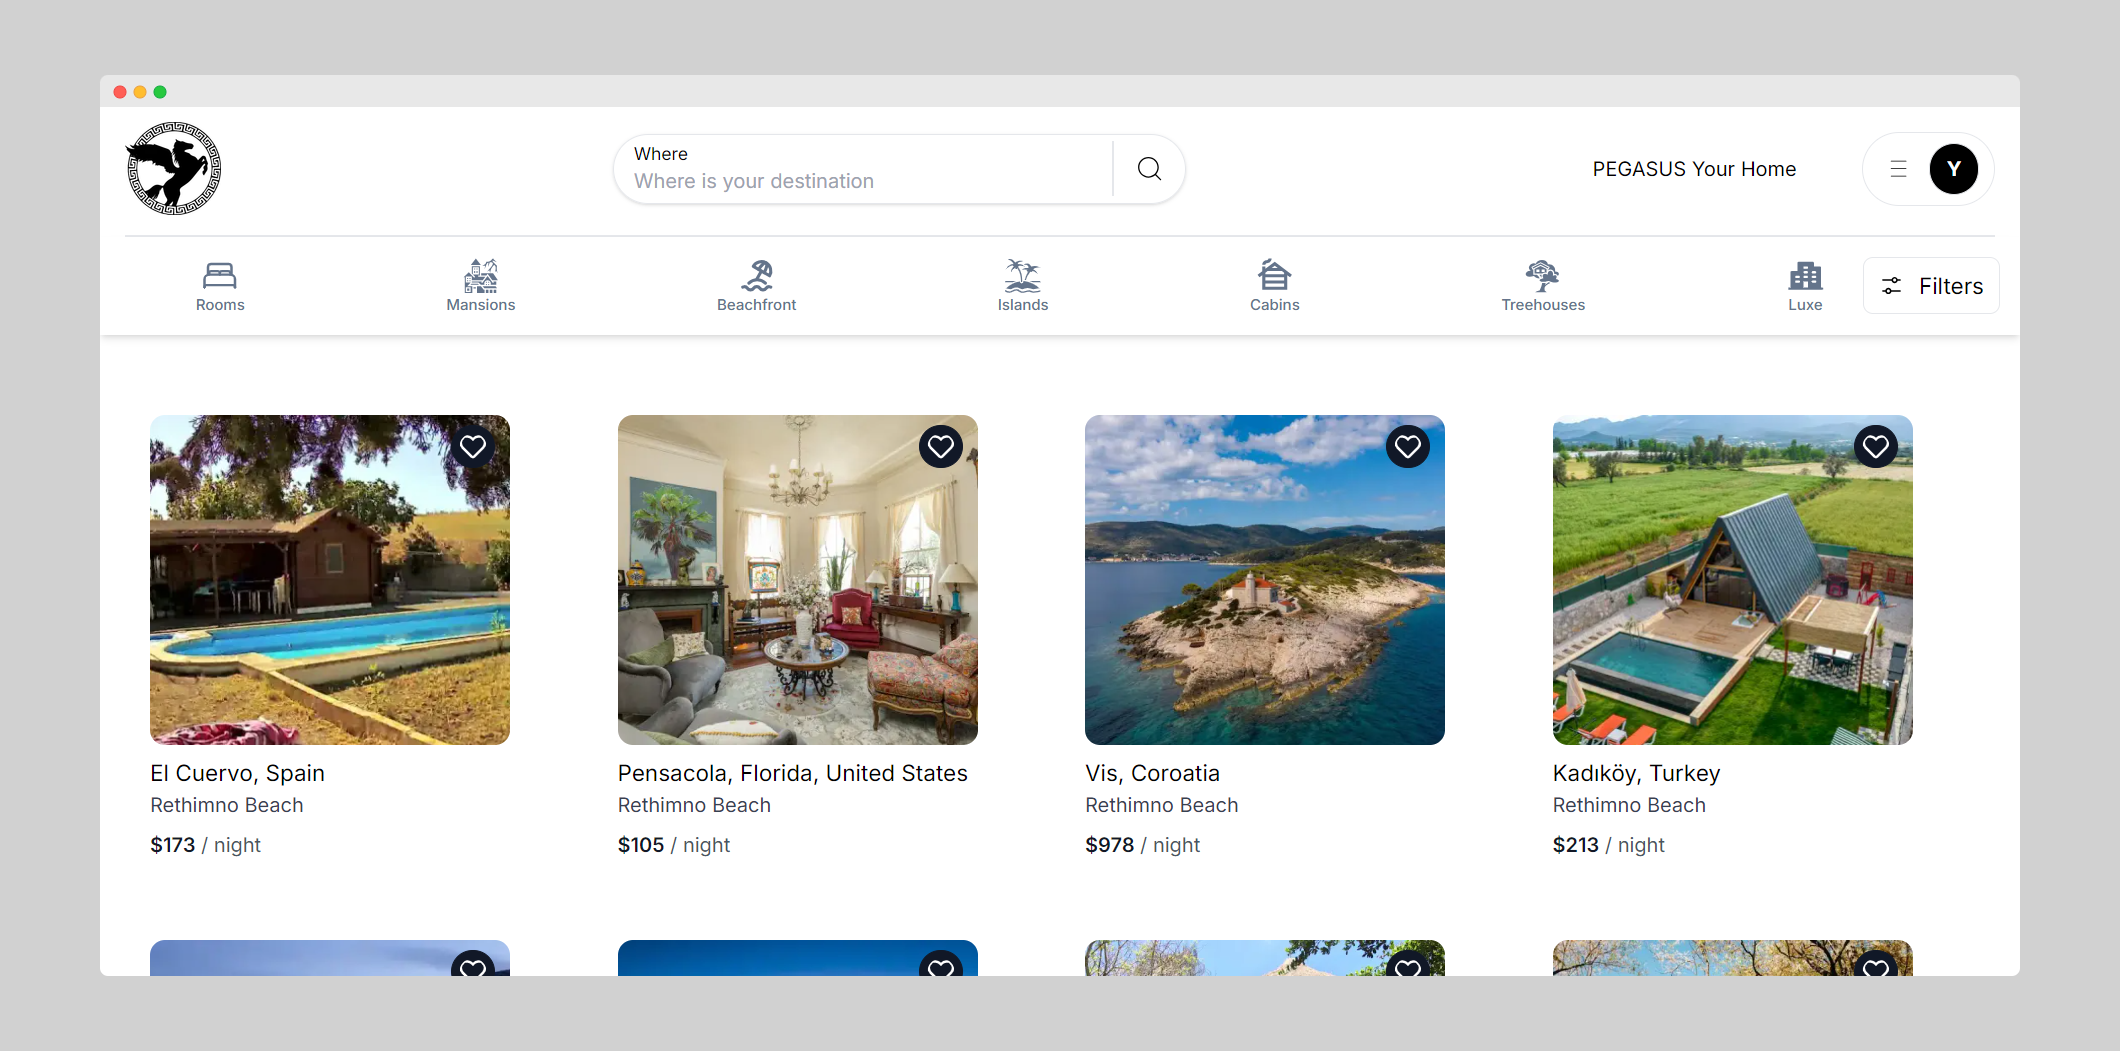 Where
Where is your destination
PEGASUS Your Home
Y
Rooms
Mansions
Beachfront
Islands
Cabins
Treehouses
Luxe
Filters
El Cuervo, Spain
Rethimno Beach
$173 / night
Pensacola, Florida, United States
Rethimno Beach
$105 / night
Vis, Coroatia
Rethimno Beach
$978 / night
Kadıköy, Turkey
Rethimno Beach
$213 / night